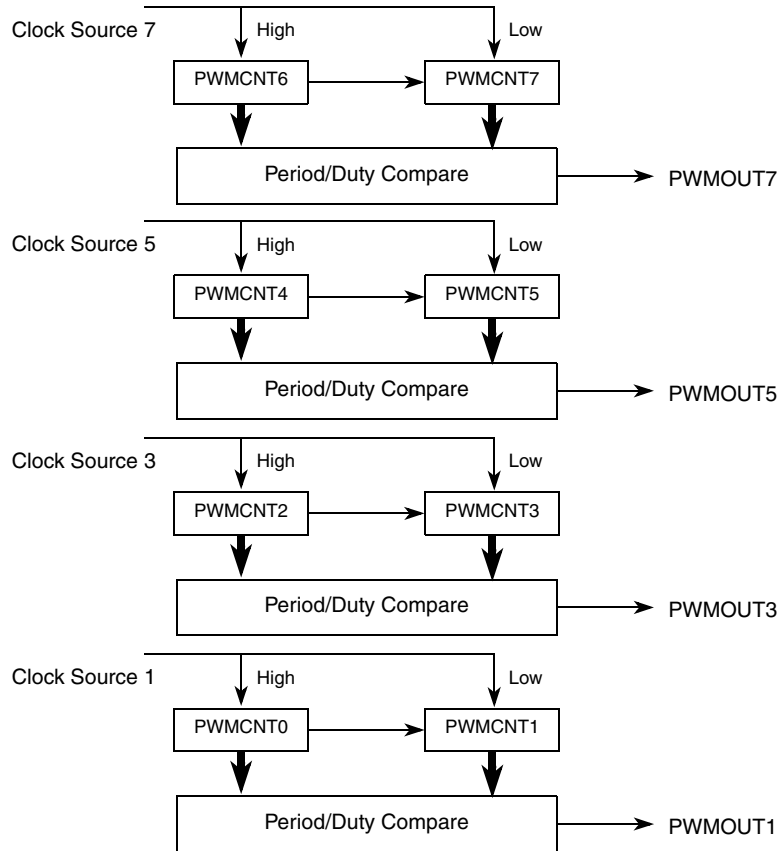 Clock Source 7
High
Low
PWMCNT6
PWMCNT7
Period/Duty Compare
PWMOUT7
Clock Source 5
High
Low
PWMCNT4
PWMCNT5
Period/Duty Compare
PWMOUT5
Clock Source 3
High
Low
PWMCNT2
PWMCNT3
Period/Duty Compare
PWMOUT3
Clock Source 1
High
Low
PWMCNT0
PWMCNT1
Period/Duty Compare
PWMOUT1